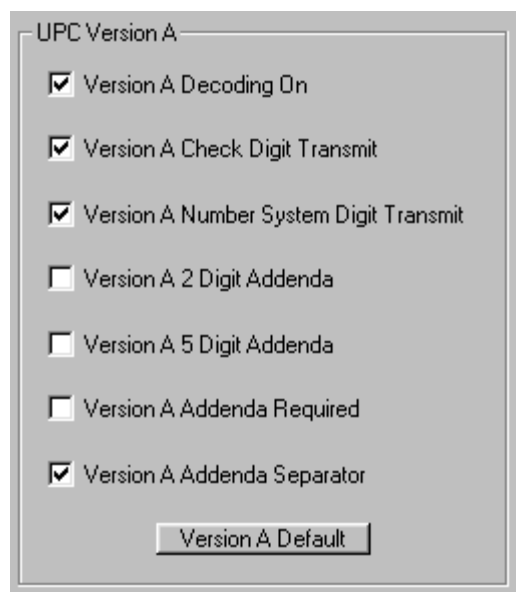 UPC Version A
Version A Decoding On
Version A Check Digit Transmit
Version A Number System Digit Transmit
Version A 2 Digit Addenda
Version A 5 Digit Addenda
Version A Addenda Required
Version A Addenda Separator
Version A Default